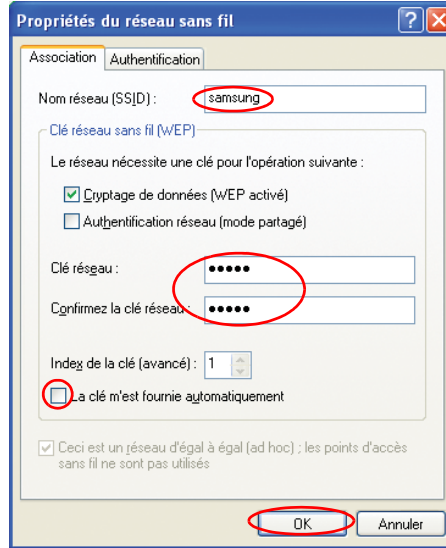 Propriétés du réseau sans fil
Association Authentification
Nom réseau (SSID) : samsung
Clé réseau sans fil (WEP)
Le réseau nécessite une clé pour l'opération suivante :
Cryptage de données (WEP activé)
Authentification réseau (mode partagé)
Clé réseau : •••••
Confirmez la clé réseau : •••••
Index de la clé (avancé) : 1
La clé m'est fournie automatiquement
Ceci est un réseau d'égal à égal (ad hoc) ; les points d'accès
sans fil ne sont pas utilisés
OK Annuler